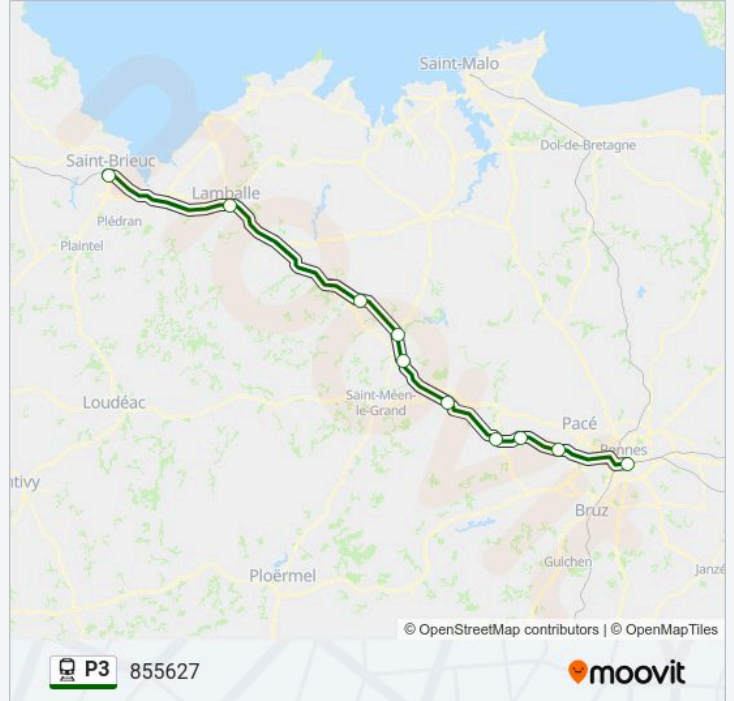 Saint-Malo
Dol-de-Bretagne
Saint-Brieuc
Lamballe
Plédran
Plaintel
Saint-Méen-
le-Grand
Loudéac
Pacé
Rennes
ntivy
Bruz
Guichen
Ploërmel
Janzé
© OpenStreetMap contributors | © OpenMapTiles
P3 855627
moovit